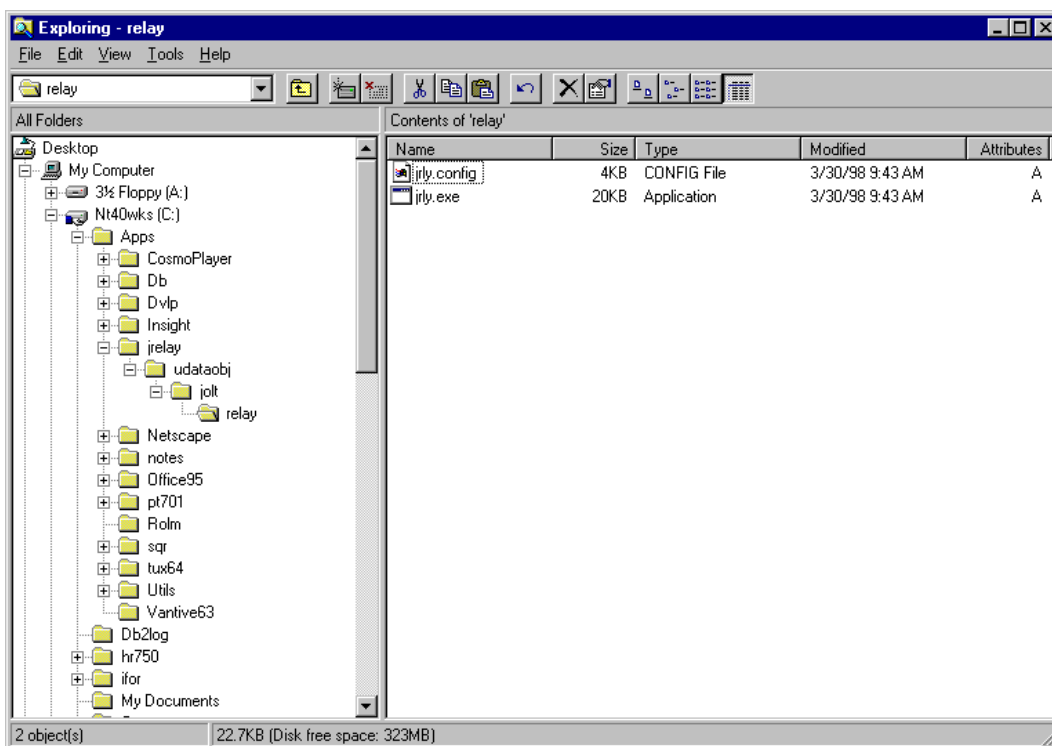 Exploring - relay
File Edit View Tools Help
relay
All Folders
Contents of 'relay'
Name Size Type Modified Attributes
jrly.config 4KB CONFIG File 3/30/98 9:43 AM A
jrly.exe 20KB Application 3/30/98 9:43 AM A
Desktop
My Computer
3½ Floppy (A:)
Nt40wks (C:)
Apps
CosmoPlayer
Db
Dvlp
Insight
jrelay
udataobj
jolt
relay
Netscape
notes
Office95
pt701
Rolm
sqr
tux64
Utils
Vantive63
Db2log
hr750
ifor
My Documents
2 object(s)
22.7KB (Disk free space: 323MB)